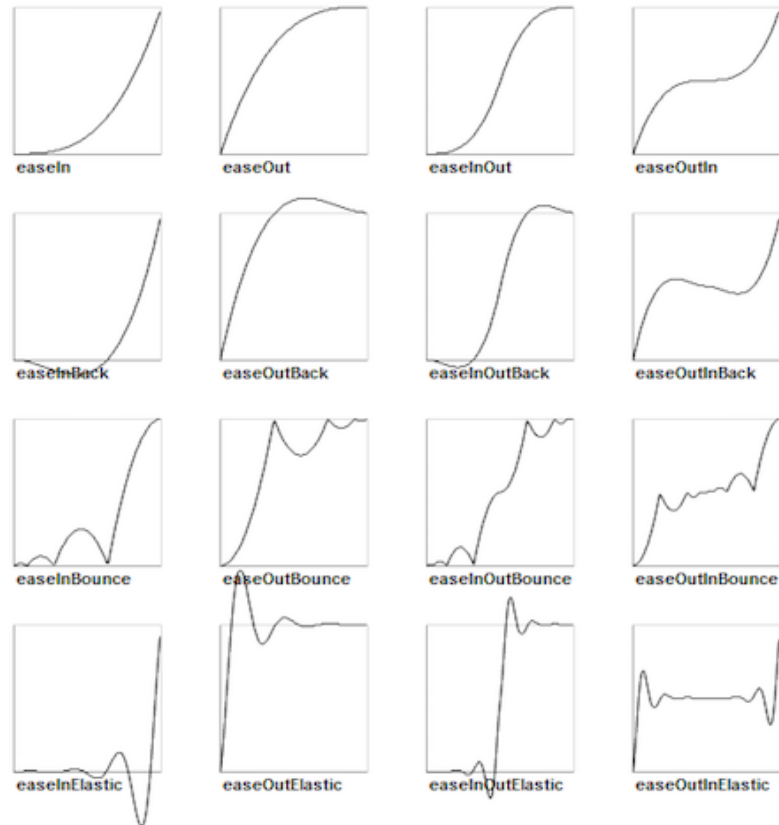 easeIn easeOut easeInOut easeOutIn
easeInBack easeOutBack easeInOutBack easeOutInBack
easeInBounce easeOutBounce easeInOutBounce easeOutInBounce
easeInElastic easeOutElastic easeInOutElastic easeOutInElastic